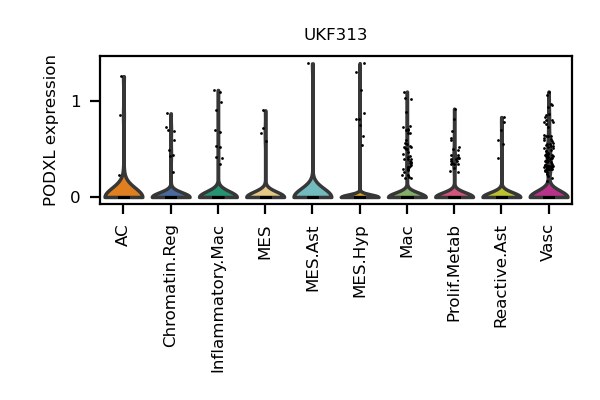 UKF313
PODXL expression
1
0
AC
Chromatin.Reg
Inflammatory.Mac
MES
MES.Ast
MES.Hyp
Mac
Prolif.Metab
Reactive.Ast
Vasc